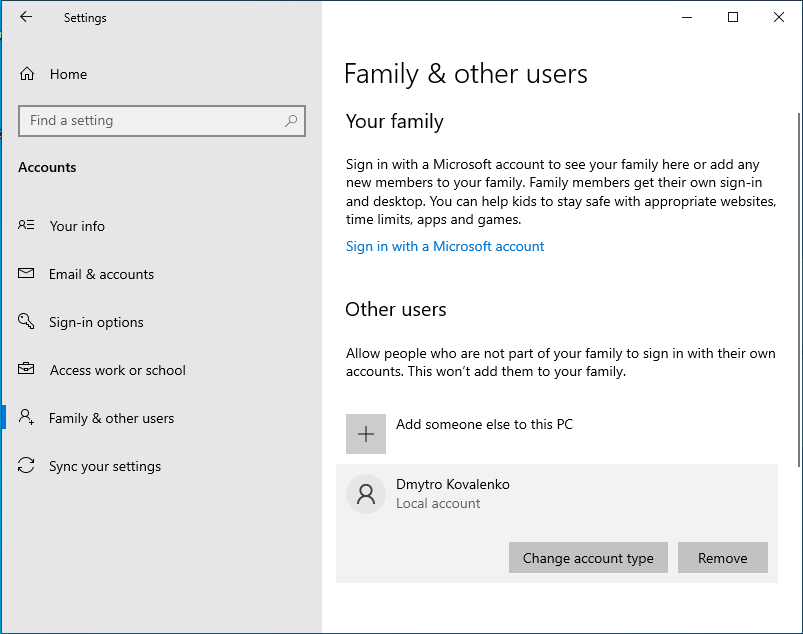 Settings
Home
Find a setting
Accounts
Your info
Email & accounts
Sign-in options
Access work or school
Family & other users
Sync your settings
Family & other users
Your family
Sign in with a Microsoft account to see your family here or add any
new members to your family. Family members get their own sign-in
and desktop. You can help kids to stay safe with appropriate websites,
time limits, apps and games.
Sign in with a Microsoft account
Other users
Allow people who are not part of your family to sign in with their own
accounts. This won't add them to your family.
Add someone else to this PC
Dmytro Kovalenko
Local account
Change account type
Remove